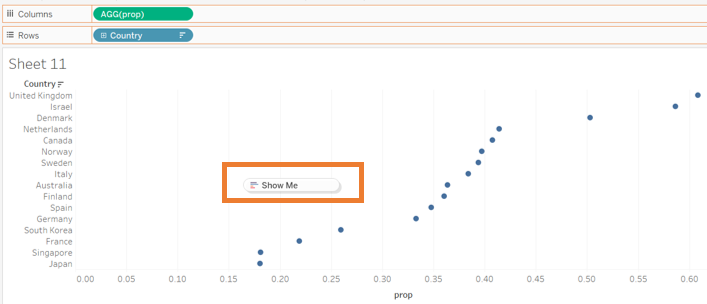 Columns AGG(prop)
Rows Country
Sheet 11
Country
United Kingdom
Israel
Denmark
Netherlands
Canada
Norway
Sweden
Italy
Show Me
Australia
Finland
Spain
Germany
South Korea
France
Singapore
Japan
0.00 0.05 0.10 0.15 0.20 0.25 0.30 0.35 0.40 0.45 0.50 0.55 0.60
prop